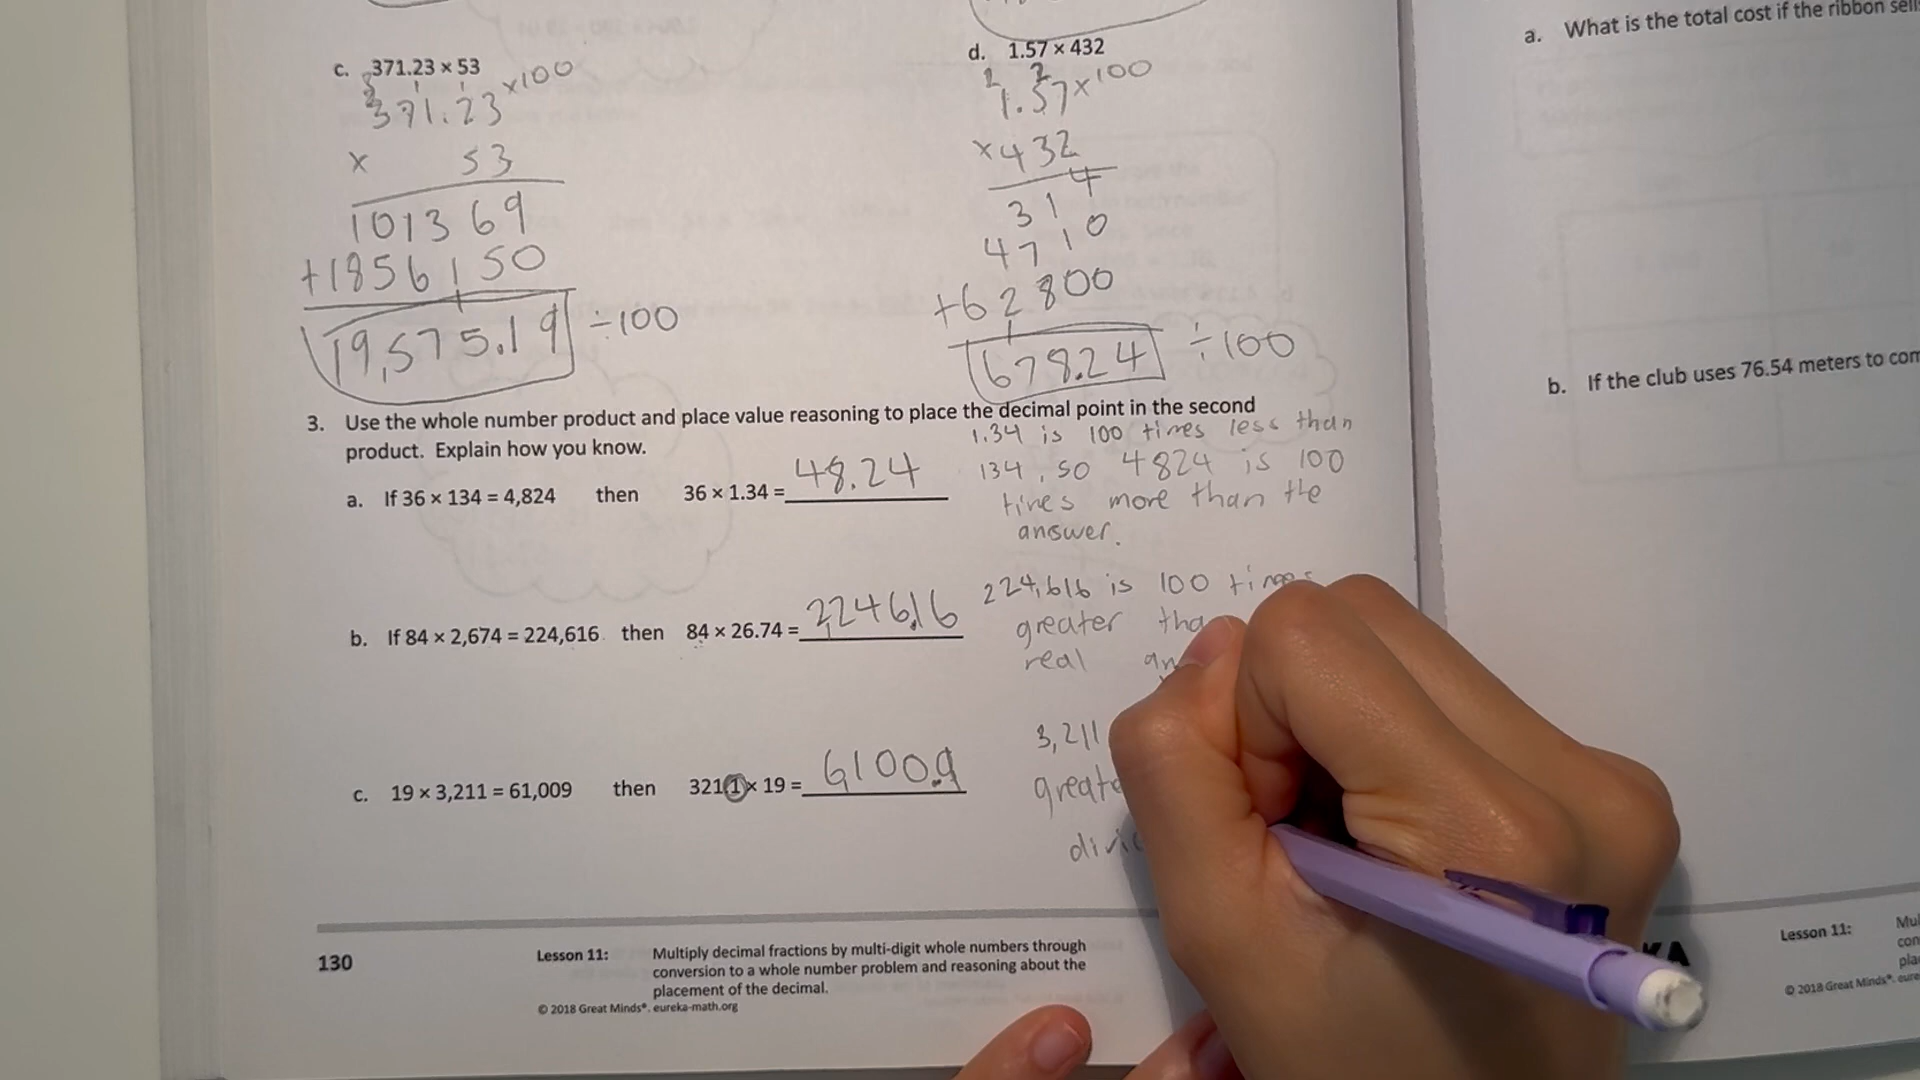 c. 371.23 × 53
371.23 ×100
× 53
101369
+1856150
19,675.19 ÷100
d. 1.57 × 432
1.57 ×100
×432
314
4710
+62800
678.24 ÷100
3. Use the whole number product and place value reasoning to place the decimal point in the second
product. Explain how you know.
a. If 36 × 134 = 4,824 then 36 × 1.34 = 48.24
1.34 is 100 times less than
134, so 4824 is 100
times more than the
answer.
b. If 84 × 2,674 = 224,616 then 84 × 26.74 = 2,246.16
224,616 is 100 times
greater
real
c. 19 × 3,211 = 61,009 then 321.1 × 19 = 6100.9
3,211
130
Lesson 11: Multiply decimal fractions by multi-digit whole numbers through
conversion to a whole number problem and reasoning about the
placement of the decimal.
© 2018 Great Minds®. eureka-math.org
a. What is the total cost if the ribbon
b. If the club uses 76.54 meters to
Lesson 11:
© 2018 Great Minds®.